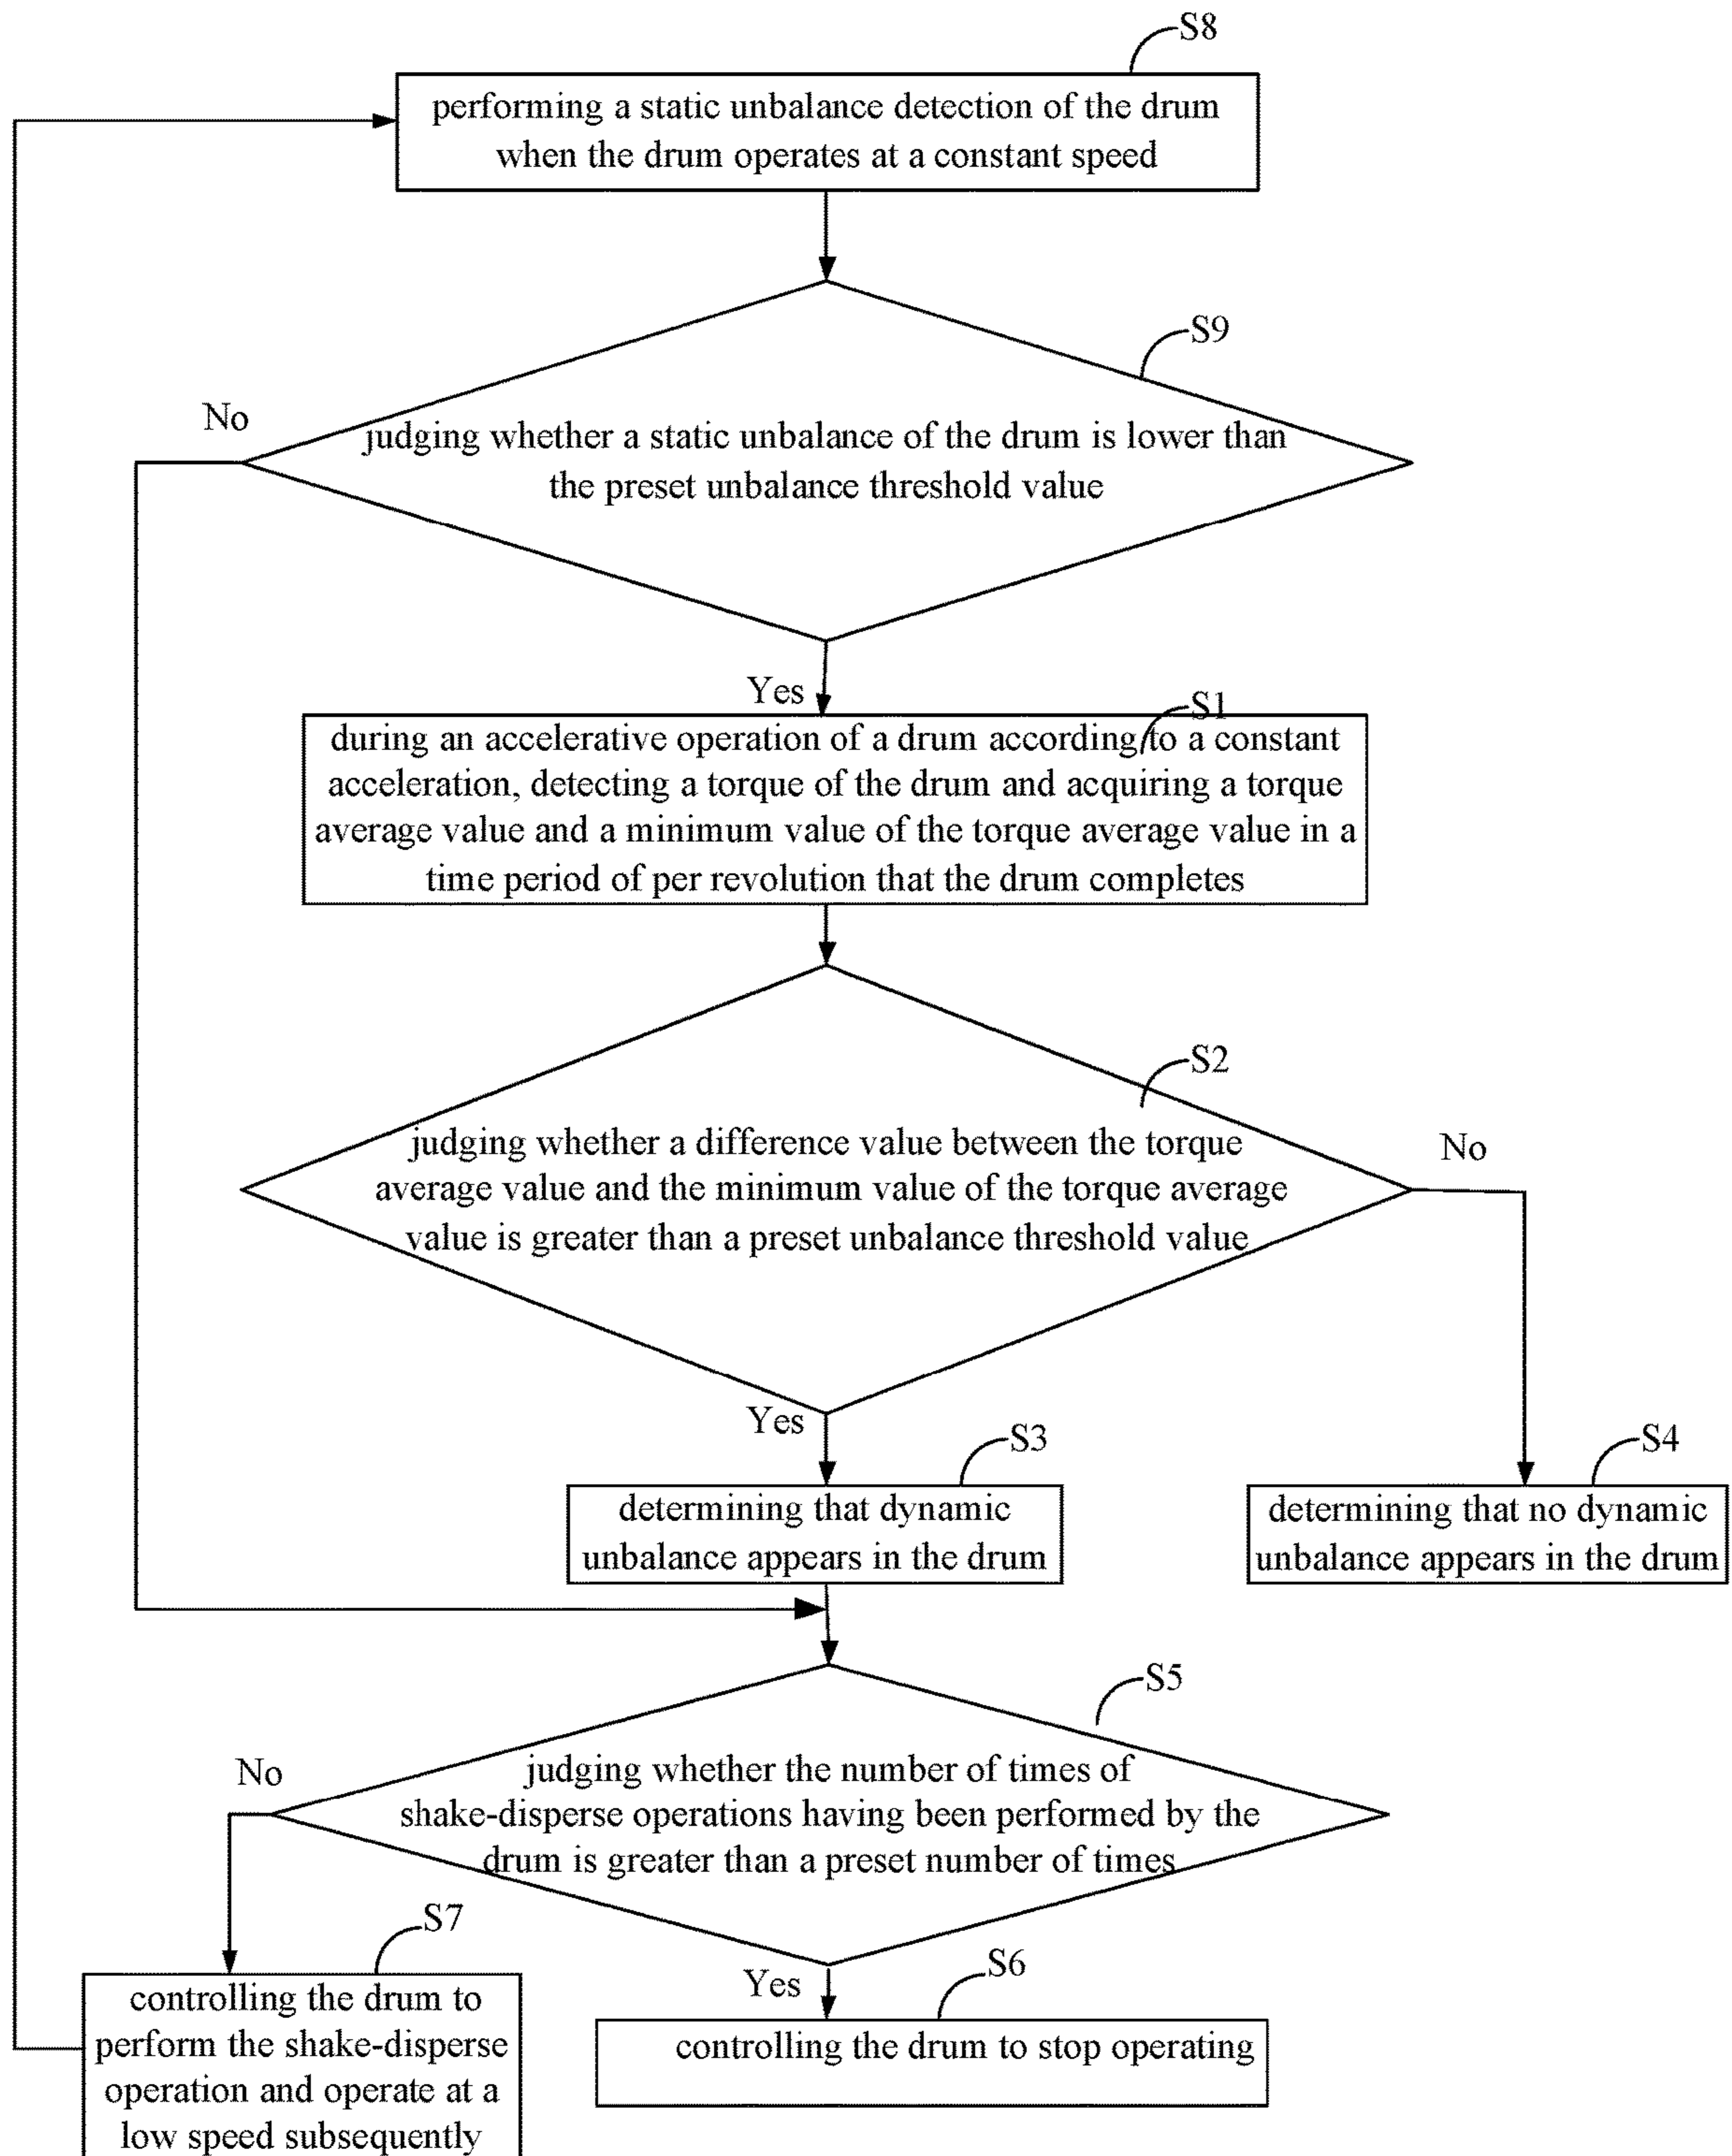 S8
performing a static unbalance detection of the drum
when the drum operates at a constant speed
S9
No
judging whether a static unbalance of the drum is lower than
the preset unbalance threshold value
Yes
S1
during an accelerative operation of a drum according to a constant
acceleration, detecting a torque of the drum and acquiring a torque
average value and a minimum value of the torque average value in a
time period of per revolution that the drum completes
S2
judging whether a difference value between the torque
average value and the minimum value of the torque average
value is greater than a preset unbalance threshold value
No
Yes
S3
determining that dynamic
unbalance appears in the drum
S4
determining that no dynamic
unbalance appears in the drum
S5
No
judging whether the number of times of
shake-disperse operations having been performed by the
drum is greater than a preset number of times
S7
controlling the drum to
perform the shake-disperse
operation and operate at a
low speed subsequently
Yes
S6
controlling the drum to stop operating